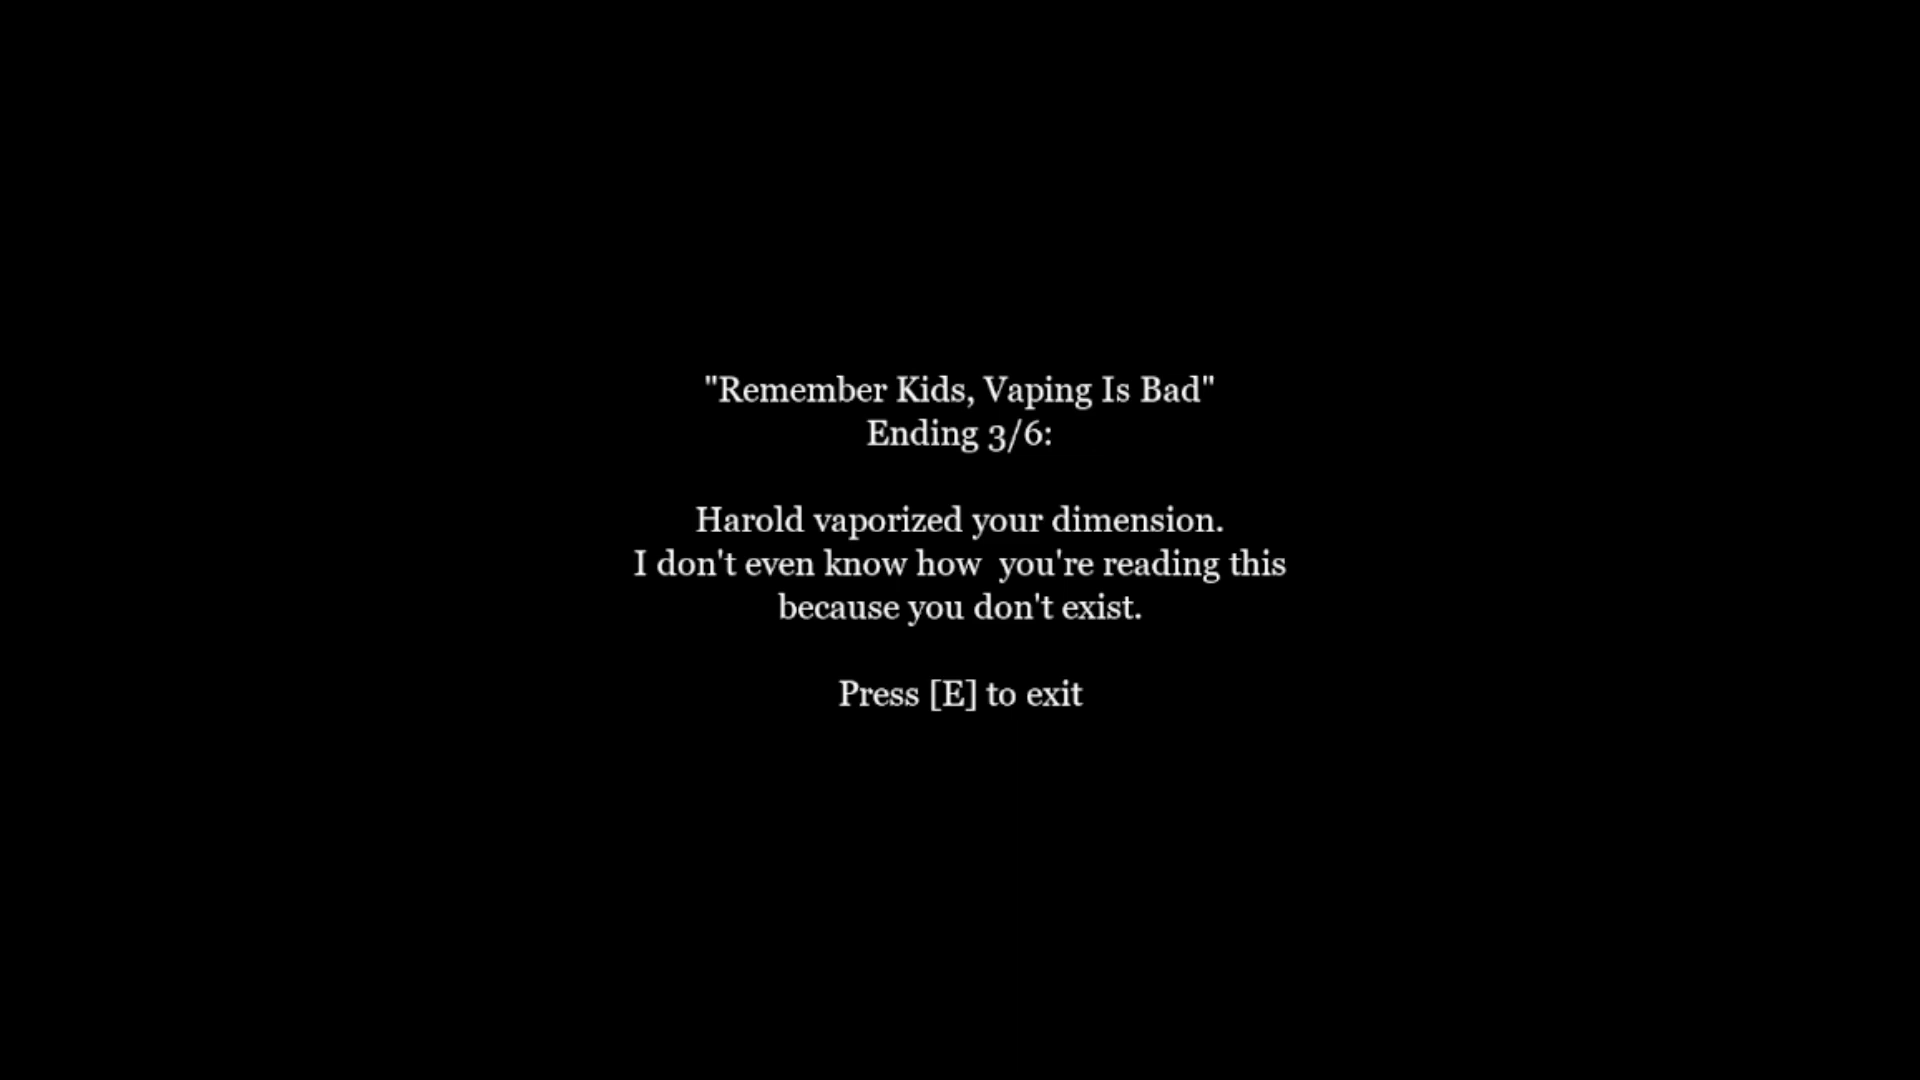 "Remember Kids, Vaping Is Bad"
Ending 3/6:
Harold vaporized your dimension.
I don't even know how  you're reading this
because you don't exist.
Press [E] to exit